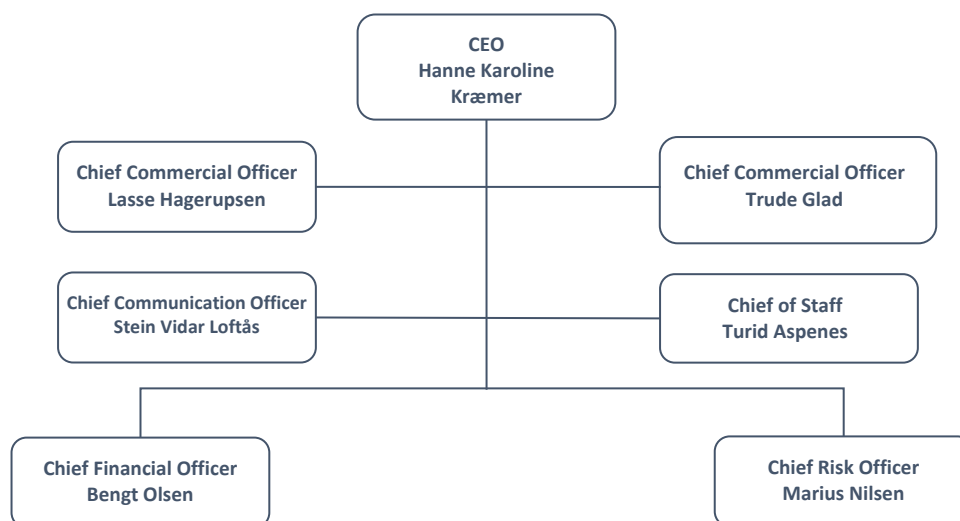 CEO
Hanne Karoline
Kræmer
Chief Commercial Officer
Lasse Hagerupsen
Chief Commercial Officer
Trude Glad
Chief Communication Officer
Stein Vidar Loftås
Chief of Staff
Turid Aspenes
Chief Financial Officer
Bengt Olsen
Chief Risk Officer
Marius Nilsen